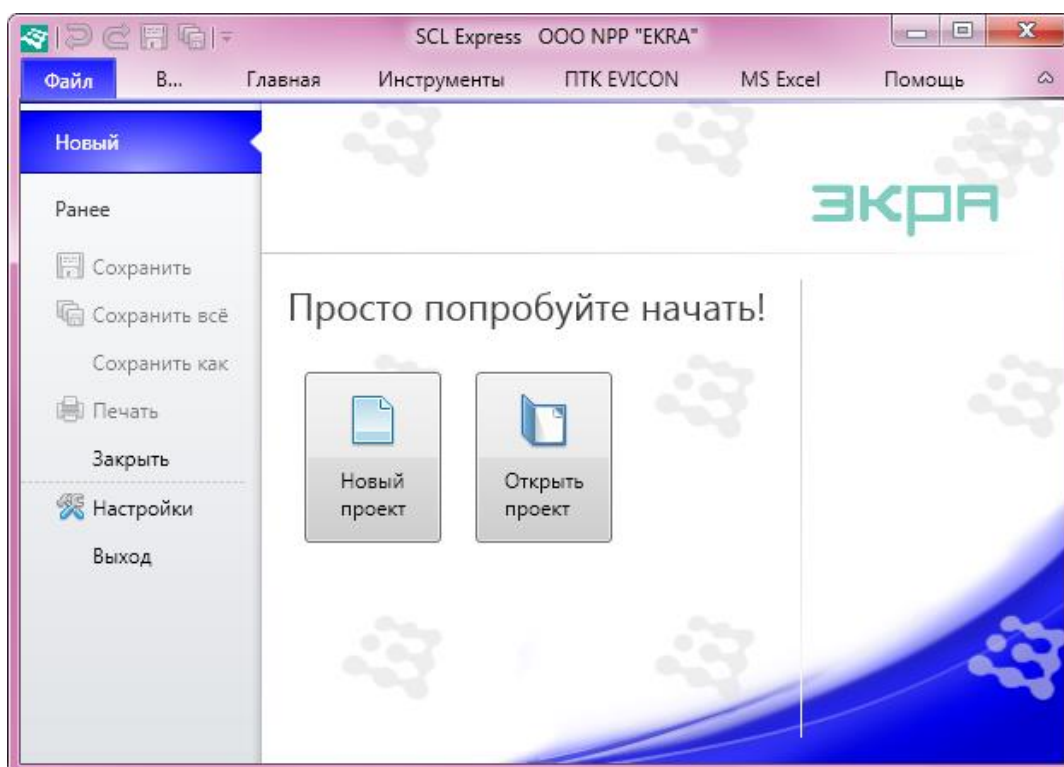 SCL Express ООО NPP "EKRA"
Файл В... Главная Инструменты ПТК EVICON MS Excel Помощь
Новый
Ранее
Сохранить
Сохранить всё
Сохранить как
Печать
Закрыть
Настройки
Выход
экра
Просто попробуйте начать!
Новый
проект
Открыть
проект